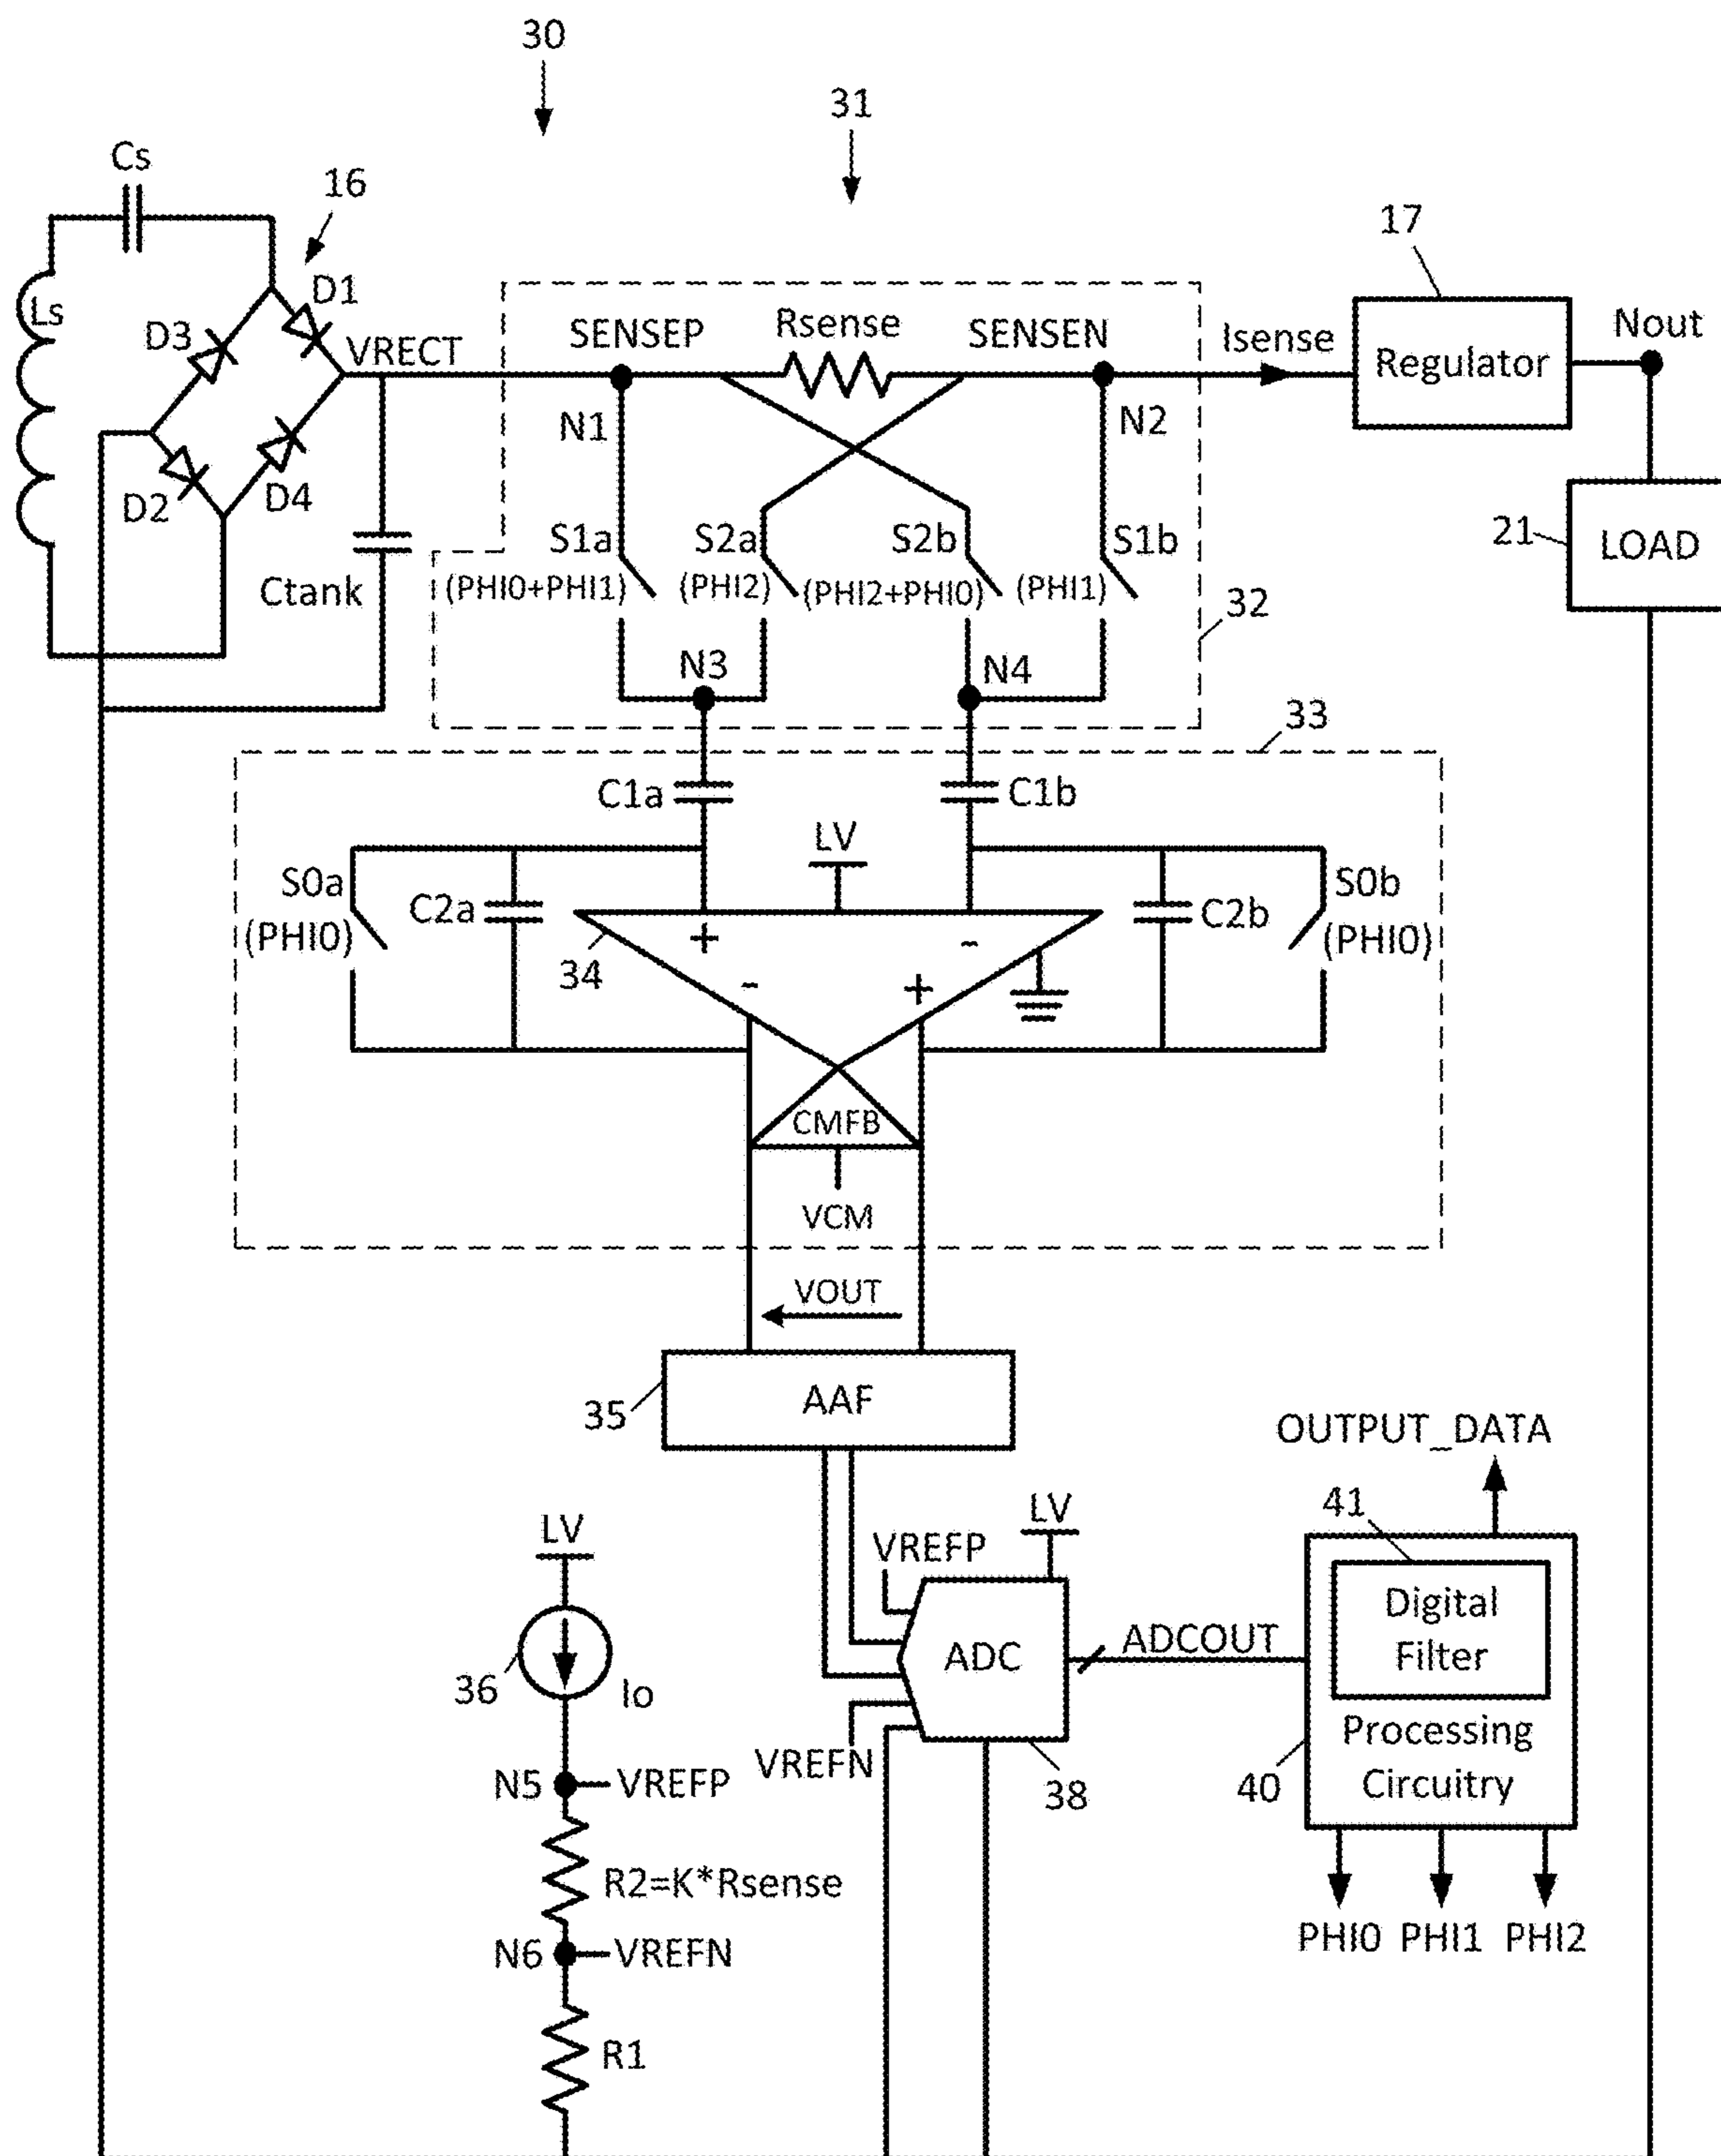 30
31
Cs
16
17
Ls
D1
D3
VRECT
SENSEP
Rsense
SENSEN
Isense
Regulator
Nout
N1
N2
D2
D4
S1a
S2a
S2b
S1b
21
LOAD
Ctank
(PHI0+PHI1)
(PHI2)
(PHI2+PHI0)
(PHI1)
32
N3
N4
33
C1a
C1b
LV
S0a
(PHI0)
C2a
C2b
S0b
(PHI0)
+
-
34
-
+
CMFB
VCM
VOUT
35
AAF
OUTPUT_DATA
LV
LV
41
VREFP
Digital
Filter
ADC
ADCOUT
36
Io
VREFN
Processing
Circuitry
N5
VREFP
38
40
R2=K*Rsense
PHI0
PHI1
PHI2
N6
VREFN
R1